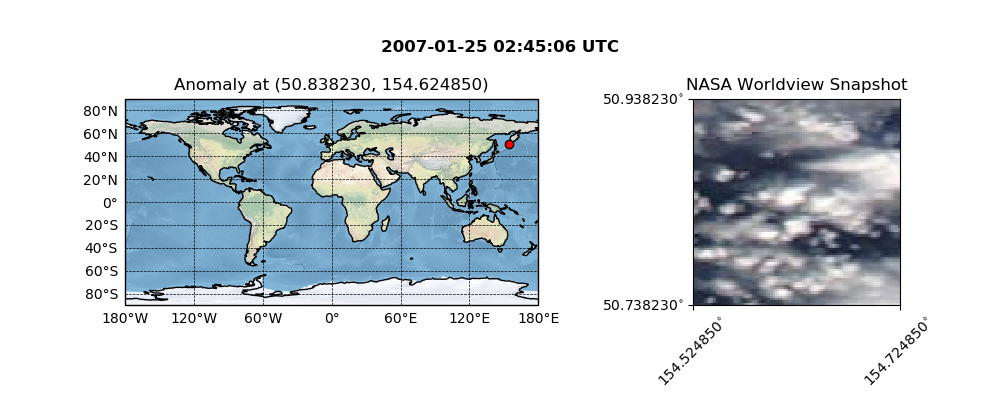 2007-01-25 02:45:06 UTC
Anomaly at (50.838230, 154.624850)
80°N
60°N
40°N
20°N
0°
20°S
40°S
60°S
80°S
180°W 120°W 60°W 0° 60°E 120°E 180°E
NASA Worldview Snapshot
50.938230°
50.738230°
154.524850°
154.724850°